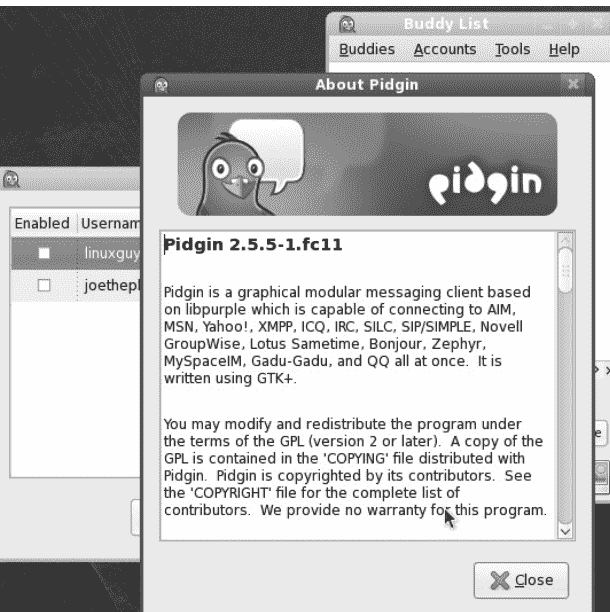 Buddy List
Buddies Accounts Tools Help
About Pidgin
pidgin
Enabled Usernam
linuxguy
joethepl
Pidgin 2.5.5-1.fc11
Pidgin is a graphical modular messaging client based
on libpurple which is capable of connecting to AIM,
MSN, Yahoo!, XMPP, ICQ, IRC, SILC, SIP/SIMPLE, Novell
GroupWise, Lotus Sametime, Bonjour, Zephyr,
MySpaceIM, Gadu-Gadu, and QQ all at once.  It is
written using GTK+.
You may modify and redistribute the program under
the terms of the GPL (version 2 or later).  A copy of the
GPL is contained in the 'COPYING' file distributed with
Pidgin.  Pidgin is copyrighted by its contributors.  See
the 'COPYRIGHT' file for the complete list of
contributors.  We provide no warranty for this program.
Close